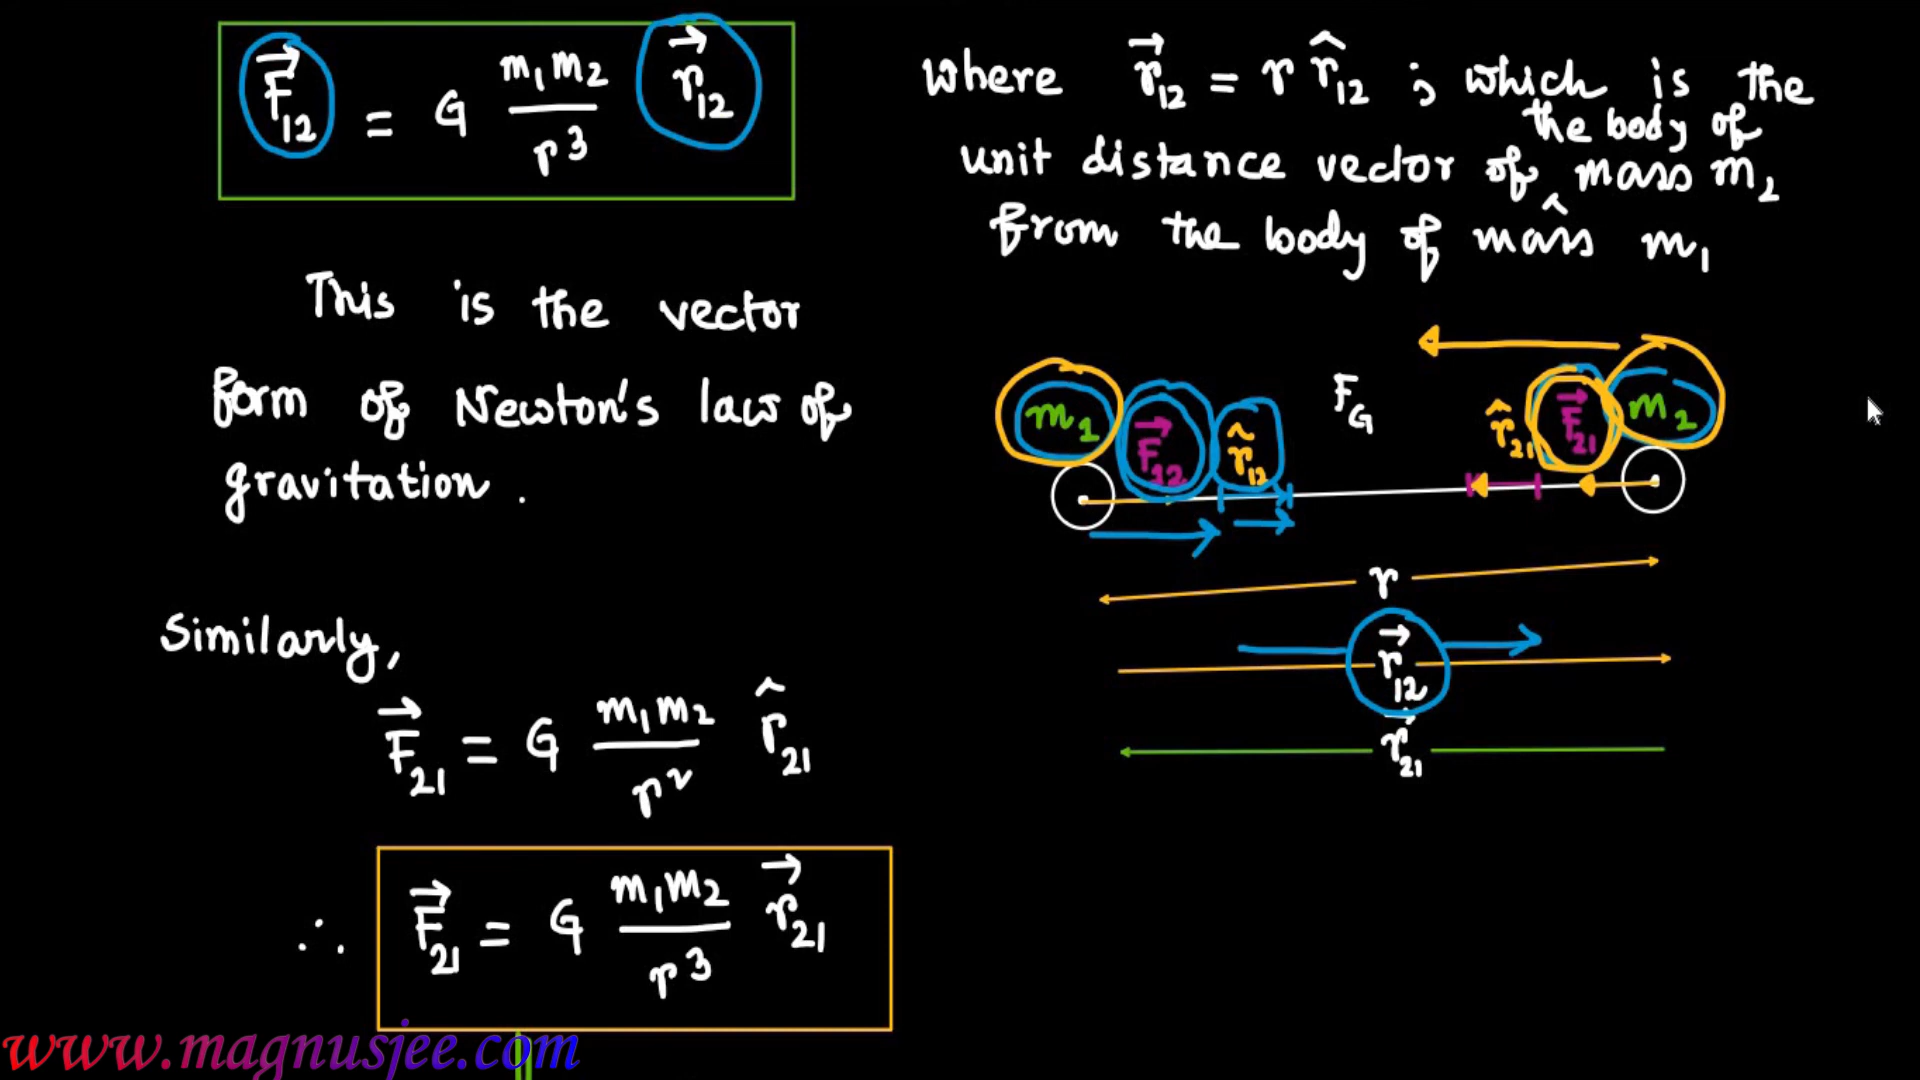 F⃗₁₂ = G m₁m₂ / r³ r⃗₁₂
This is the vector
form of Newton's law of
gravitation .
Similarly,
F⃗₂₁ = G m₁m₂ / r² r̂₂₁
∴ F⃗₂₁ = G m₁m₂ / r³ r⃗₂₁
where r⃗₁₂ = r r̂₁₂ ; which is the
the body of
unit distance vector of ^ mass m₂
from the body of mass m₁
m₁ F⃗₁₂ r̂₁₂ F_G r̂₂₁ F⃗₂₁ m₂
r
r⃗₁₂
r⃗₂₁
www.magnusjee.com